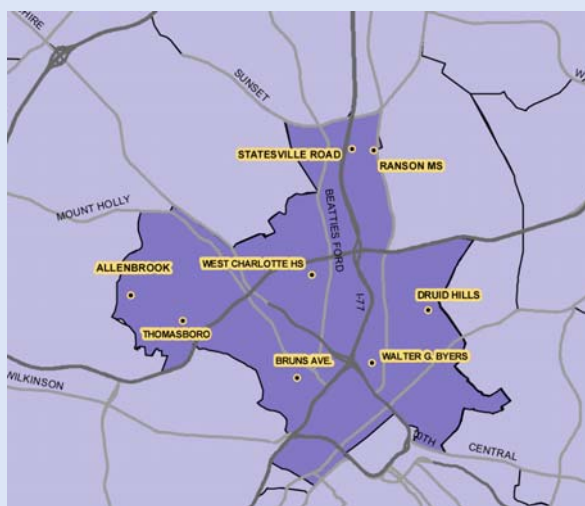 SHIRE
SUNSET
W
STATESVILLE ROAD
RANSON MS
MOUNT HOLLY
BEATTIES FORD
WEST CHARLOTTE HS
ALLENBROOK
I-77
DRUID HILLS
THOMASBORO
BRUNS AVE.
WALTER G. BYERS
WILKINSON
CENTRAL